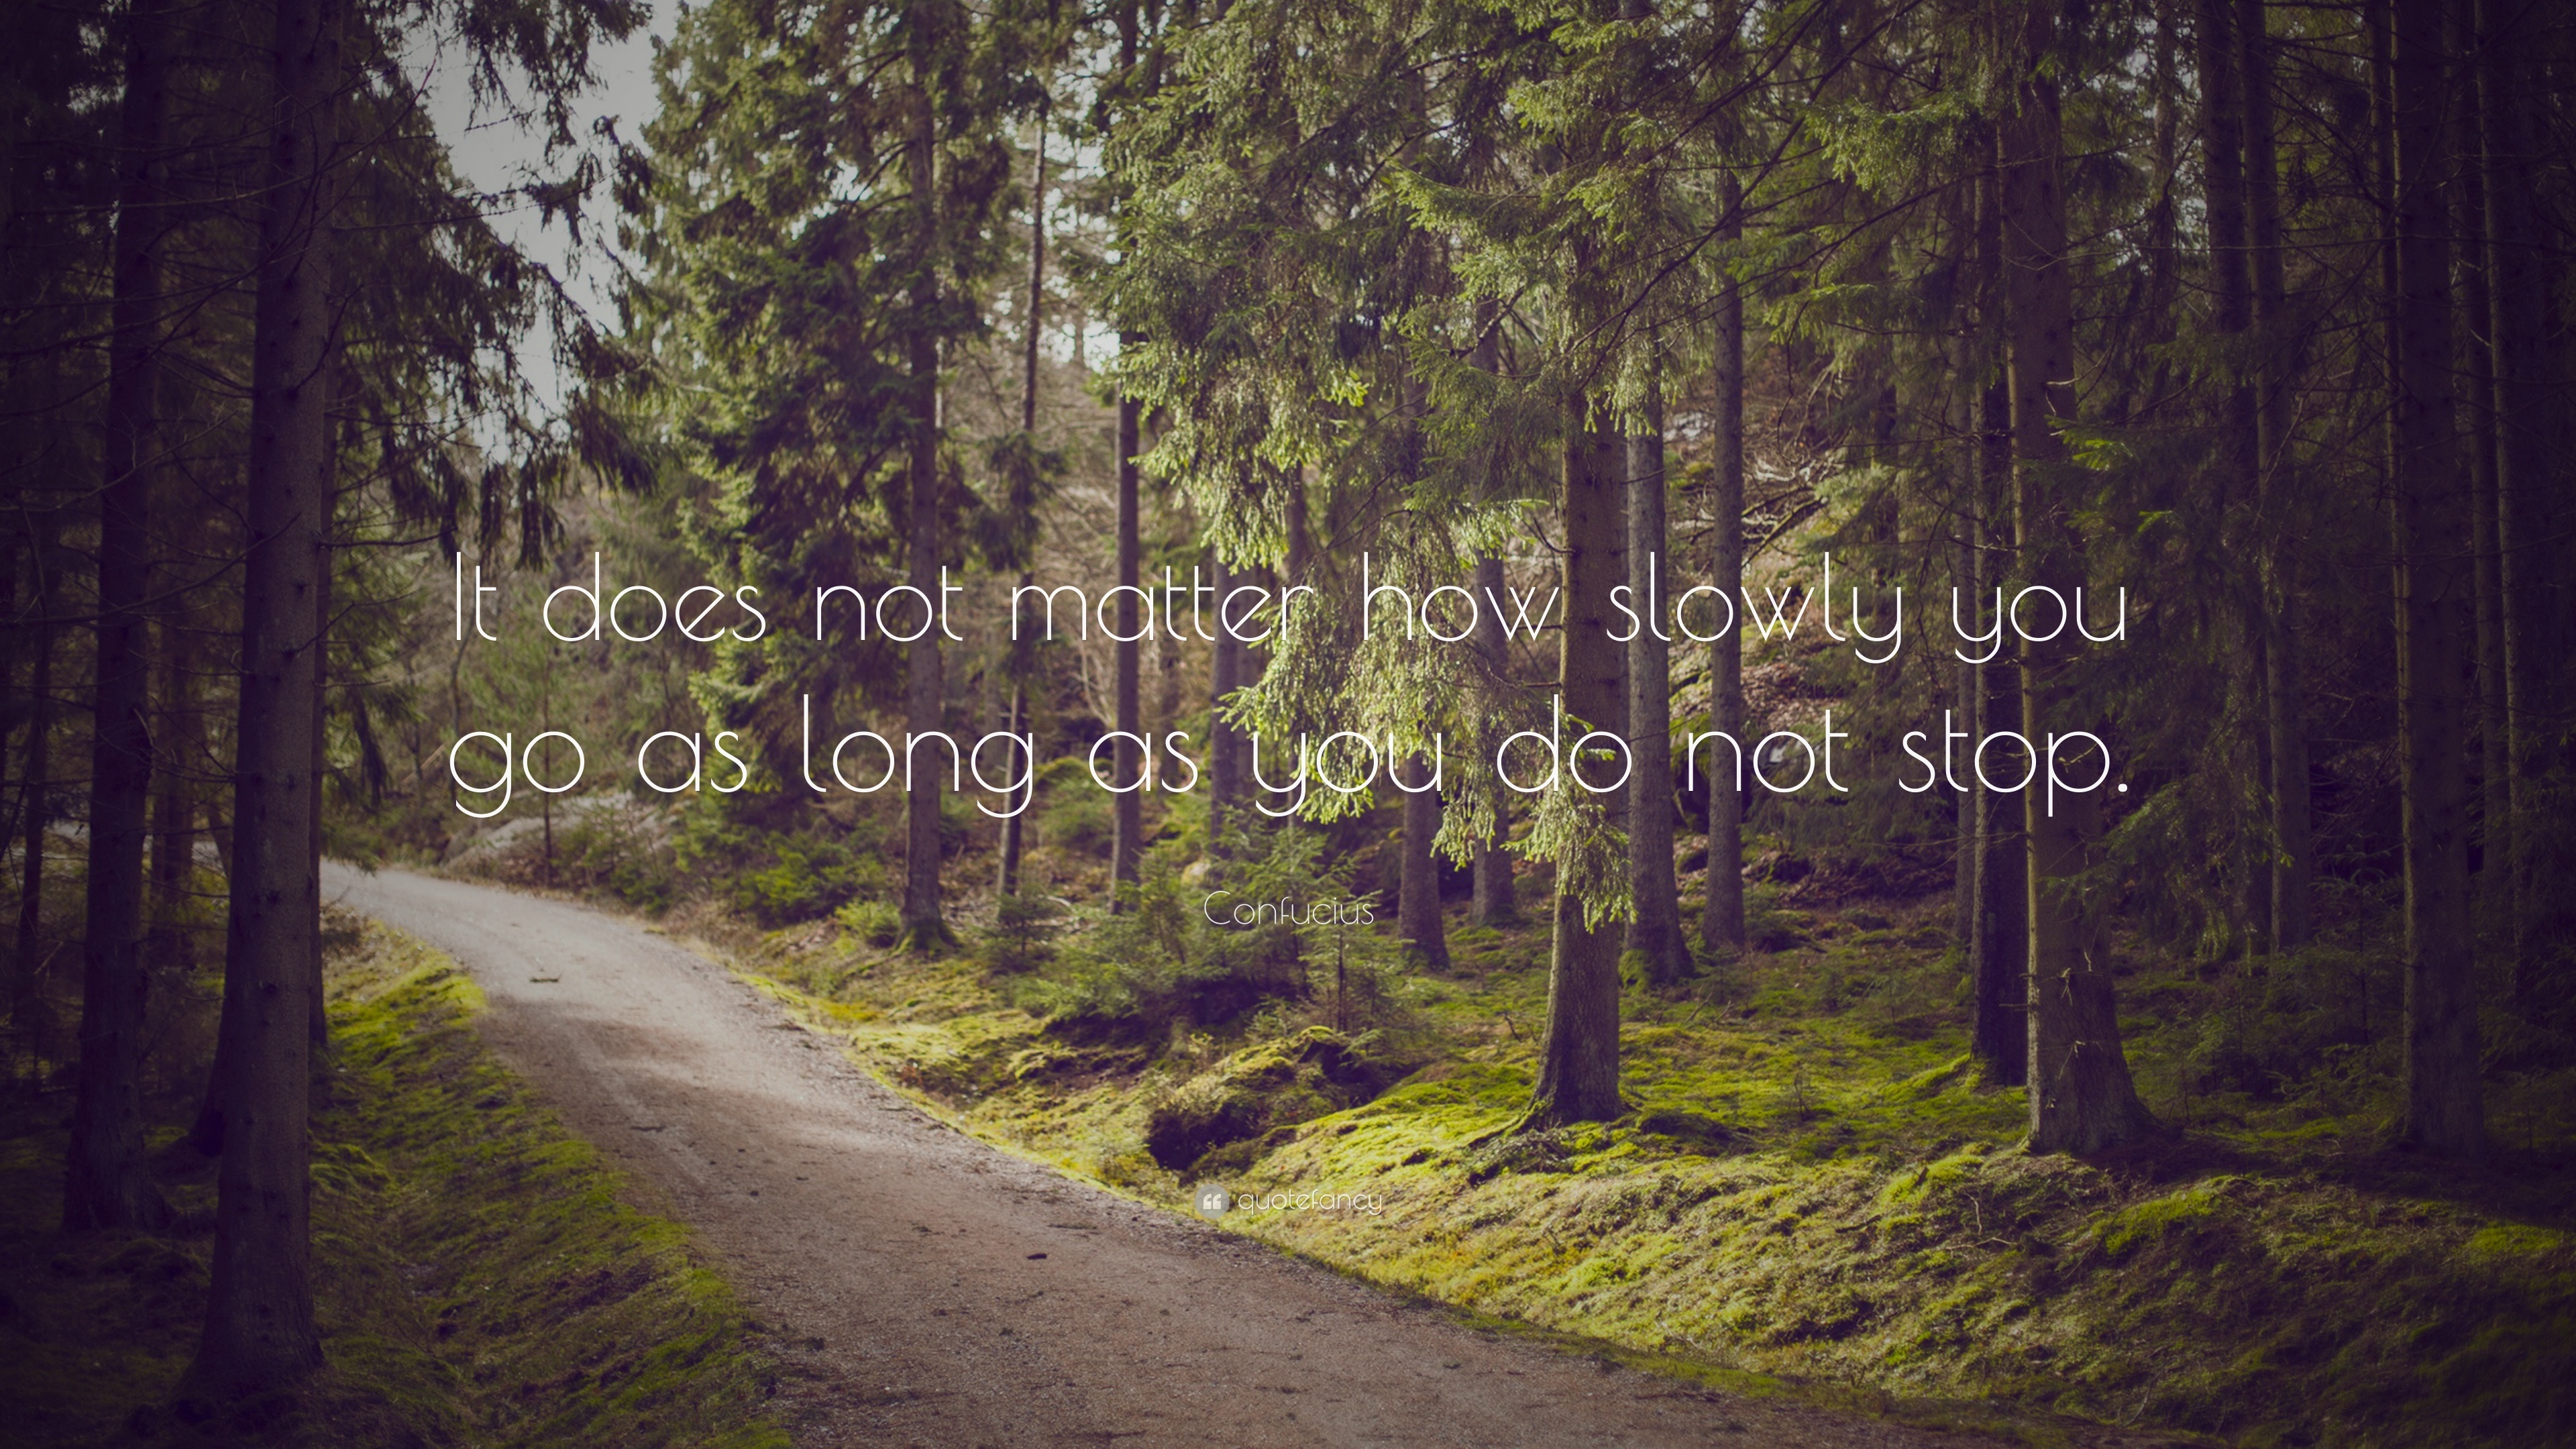 It does not matter how slowly you
go as long as you do not stop.
Confucius
quotefancy